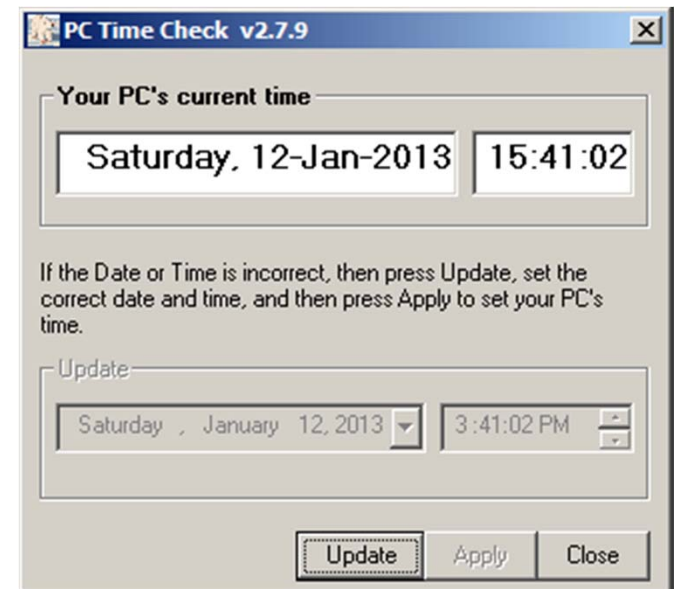 PC Time Check v2.7.9
Your PC's current time
Saturday, 12-Jan-2013 15:41:02
If the Date or Time is incorrect, then press Update, set the
correct date and time, and then press Apply to set your PC's
time.
Update
Saturday , January 12, 2013 3:41:02 PM
Update Apply Close